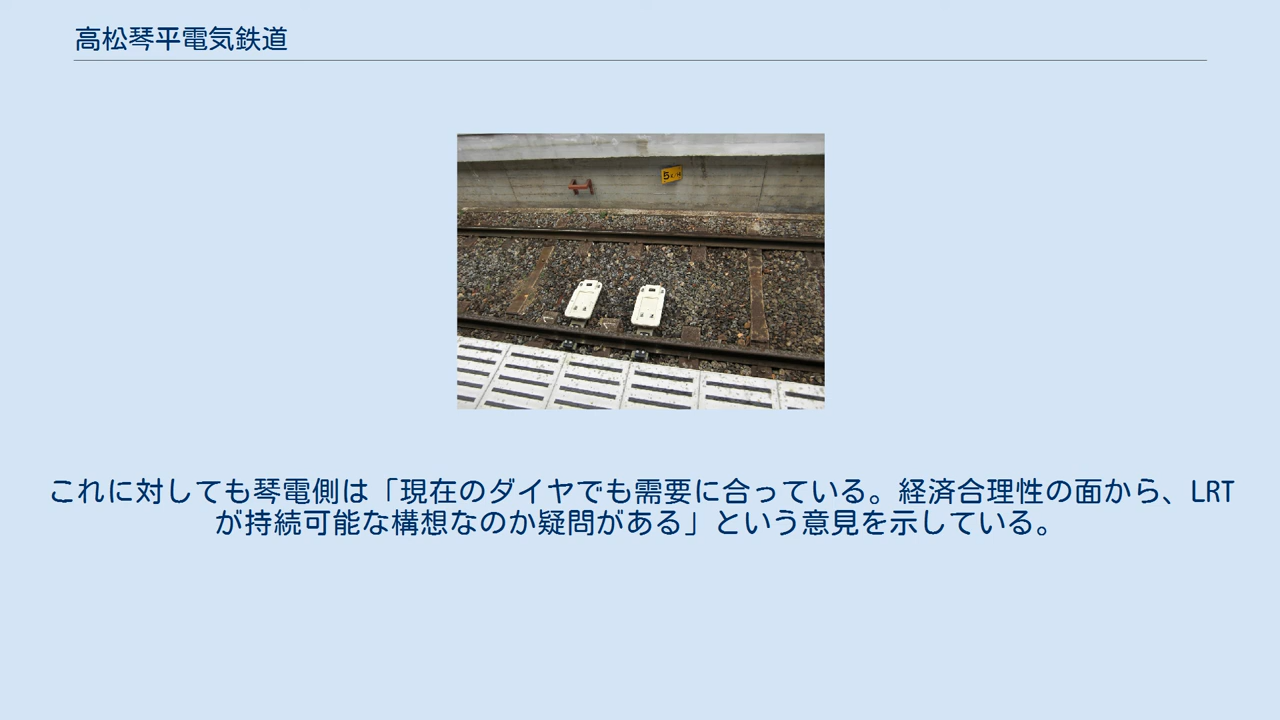 高松琴平電気鉄道
5
これに対しても琴電側は「現在のダイヤでも需要に合っている。経済合理性の面から、LRT
が持続可能な構想なのか疑問がある」という意見を示している。